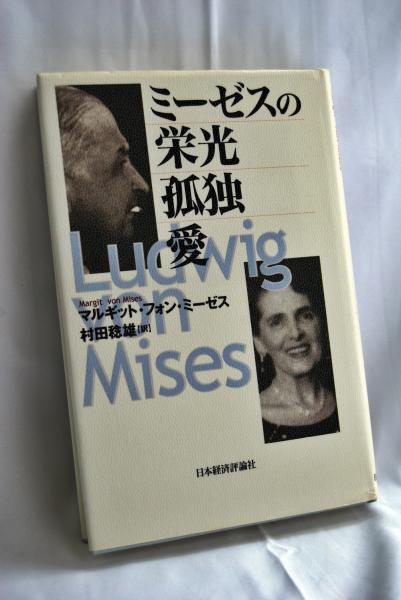 ミーゼスの
栄光
孤独
愛
Ludwig
von
Mises
Margit von Mises
マルギット・フォン・ミーゼス
村田稔雄[訳]
日本経済評論社